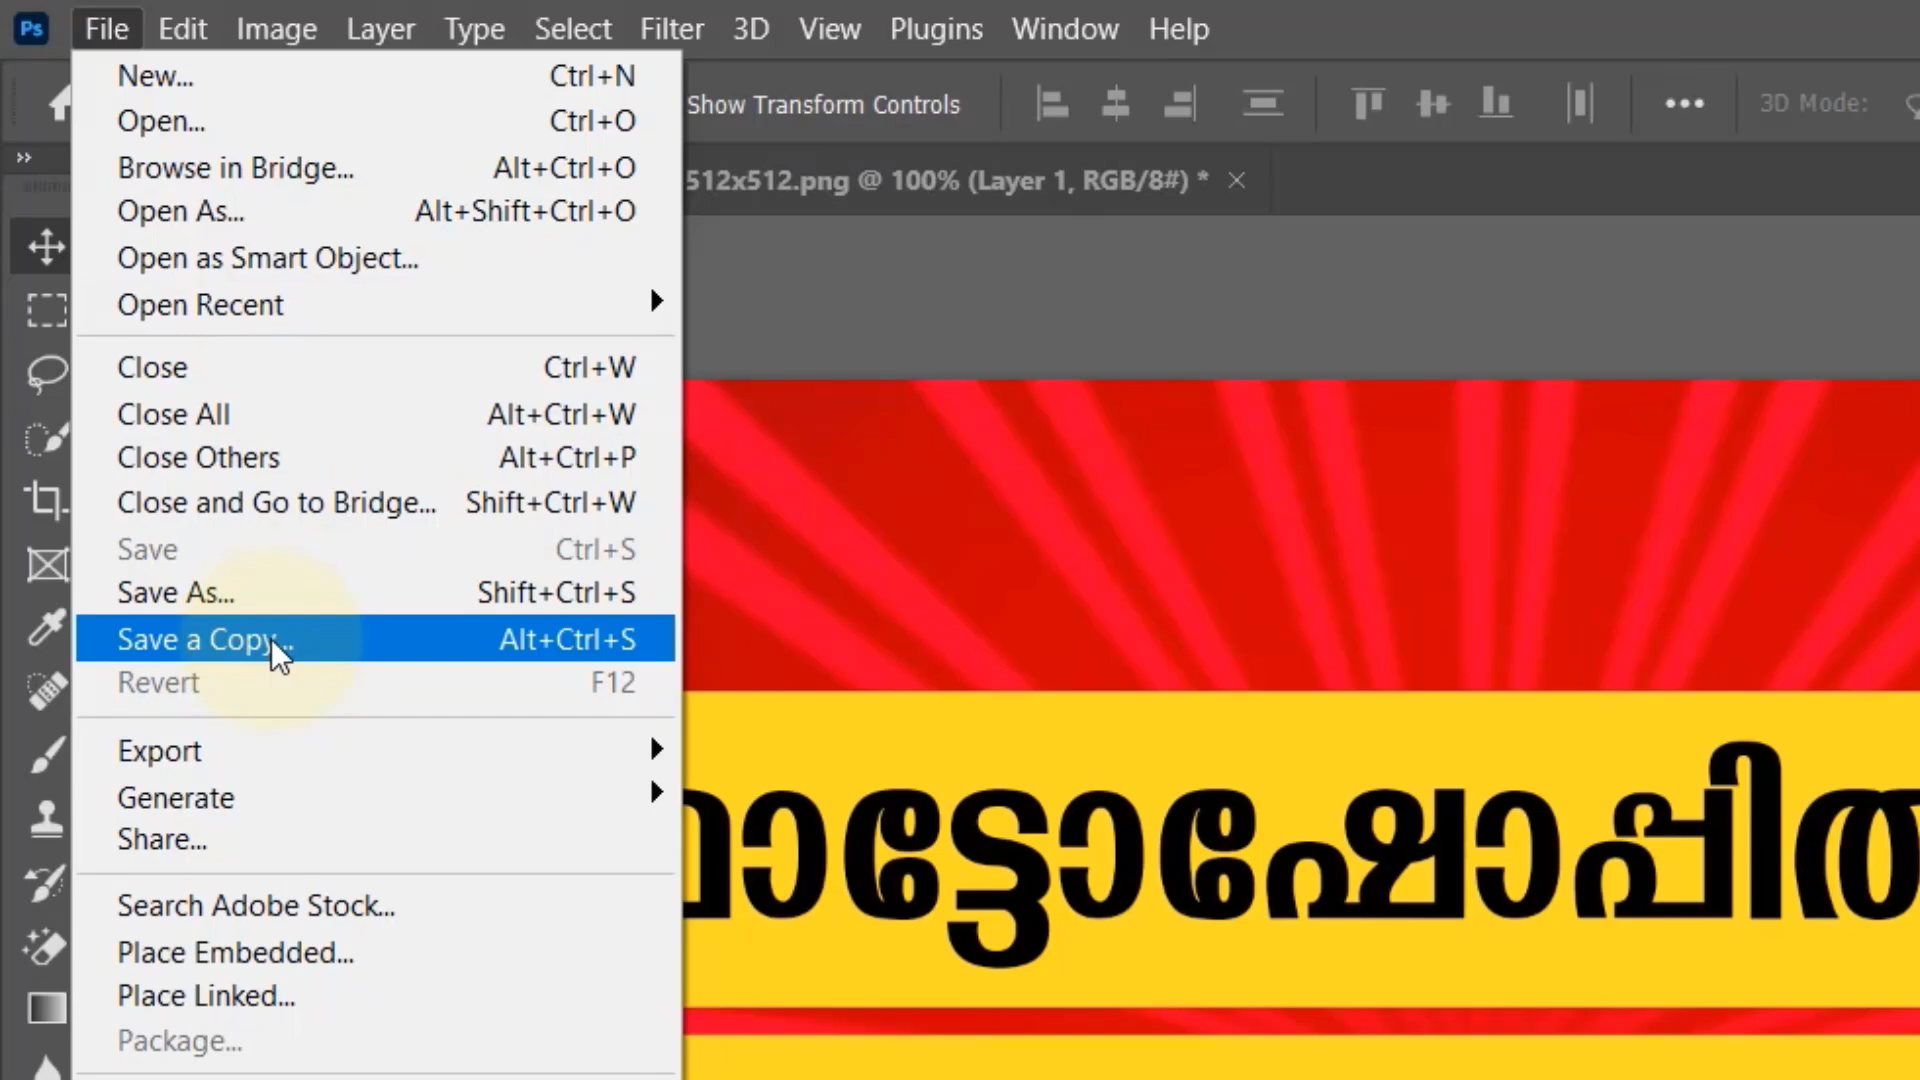 Ps File Edit Image Layer Type Select Filter 3D View Plugins Window Help
Show Transform Controls 3D Mode:
512x512.png @ 100% (Layer 1, RGB/8#) *
New... Ctrl+N
Open... Ctrl+O
Browse in Bridge... Alt+Ctrl+O
Open As... Alt+Shift+Ctrl+O
Open as Smart Object...
Open Recent
Close Ctrl+W
Close All Alt+Ctrl+W
Close Others Alt+Ctrl+P
Close and Go to Bridge... Shift+Ctrl+W
Save Ctrl+S
Save As... Shift+Ctrl+S
Save a Copy... Alt+Ctrl+S
Revert F12
Export
Generate
Share...
Search Adobe Stock...
Place Embedded...
Place Linked...
Package...
ട്ടോഷോപ്പിത